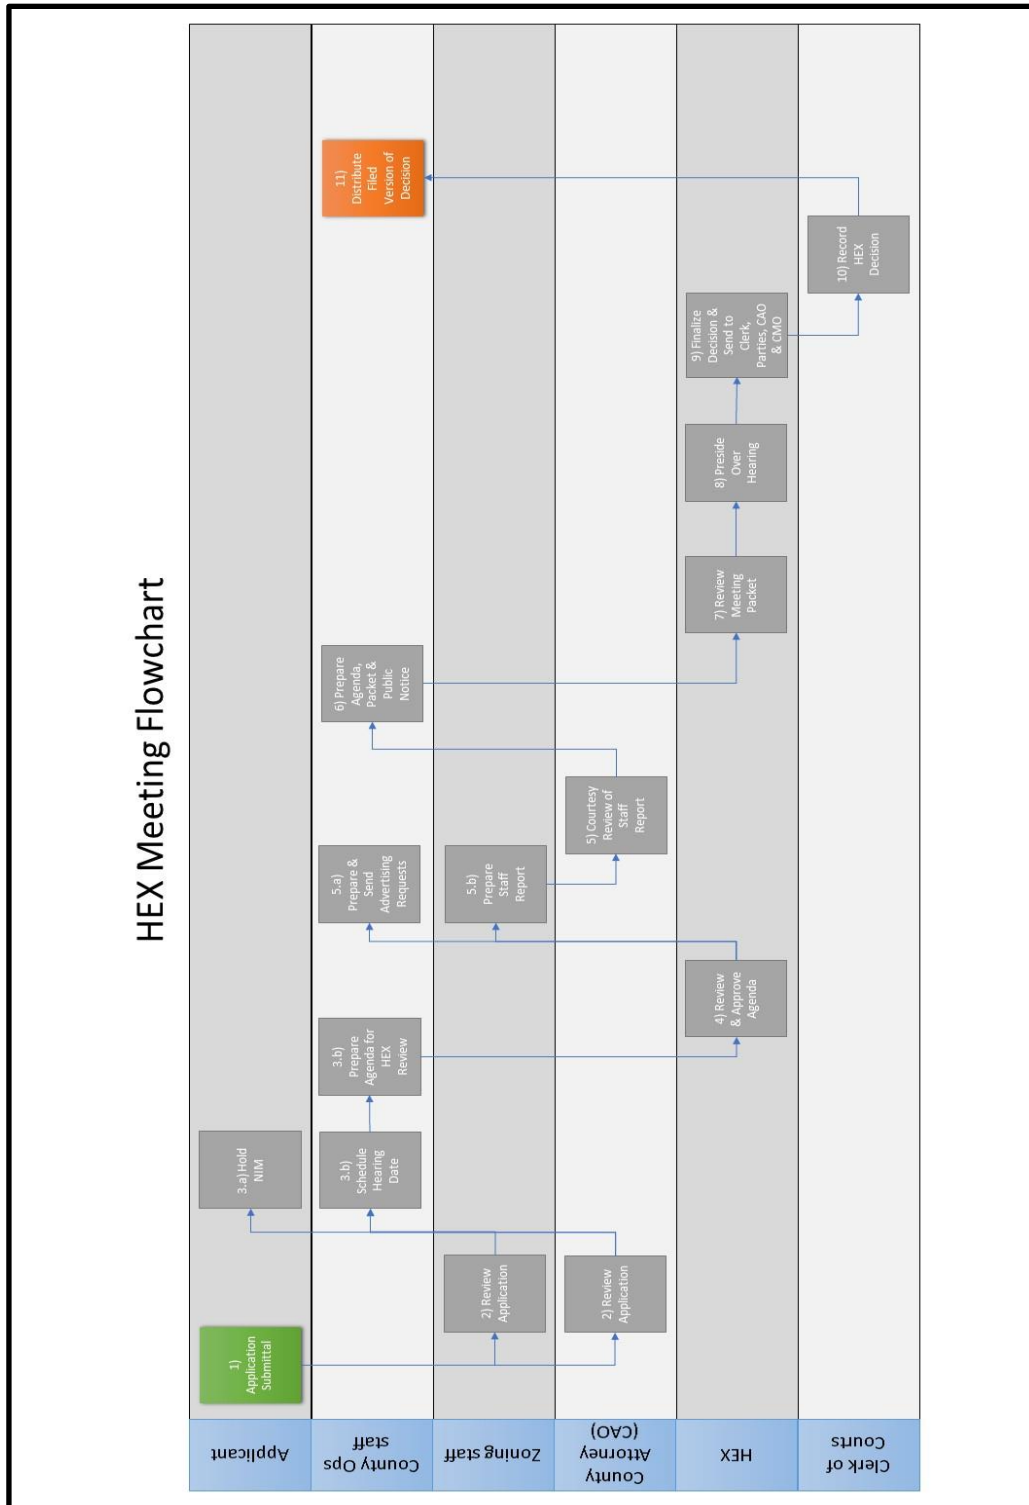 HEX Meeting Flowchart
Applicant
County Ops
staff
Zoning staff
County
Attorney
(CAO)
HEX
Clerk of
Courts
1)
Application
Submittal
2) Review
Application
2) Review
Application
3.a) Hold
NIM
3.b)
Schedule
Hearing
Date
3.b)
Prepare
Agenda for
HEX
Review
4) Review
& Approve
Agenda
5.a)
Prepare &
Send
Advertising
Requests
5.b)
Prepare
Staff
Report
5) Courtesy
Review of
Staff
Report
6) Prepare
Agenda,
Packet &
Public
Notice
7) Review
Meeting
Packet
8) Preside
Over
Hearing
9) Finalize
Decision &
Send to
Clerk,
Parties, CAO
& CMO
10) Record
HEX
Decision
11)
Distribute
Filed
Version of
Decision